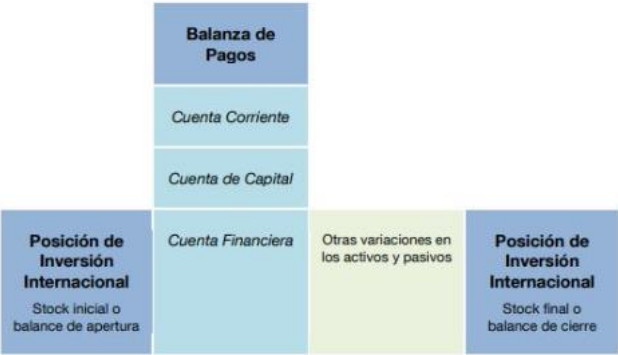 Balanza de
Pagos
Cuenta Corriente
Cuenta de Capital
Posición de
Inversión
Internacional
Stock inicial o
balance de apertura
Cuenta Financiera
Otras variaciones en
los activos y pasivos
Posición de
Inversión
Internacional
Stock final o
balance de cierre